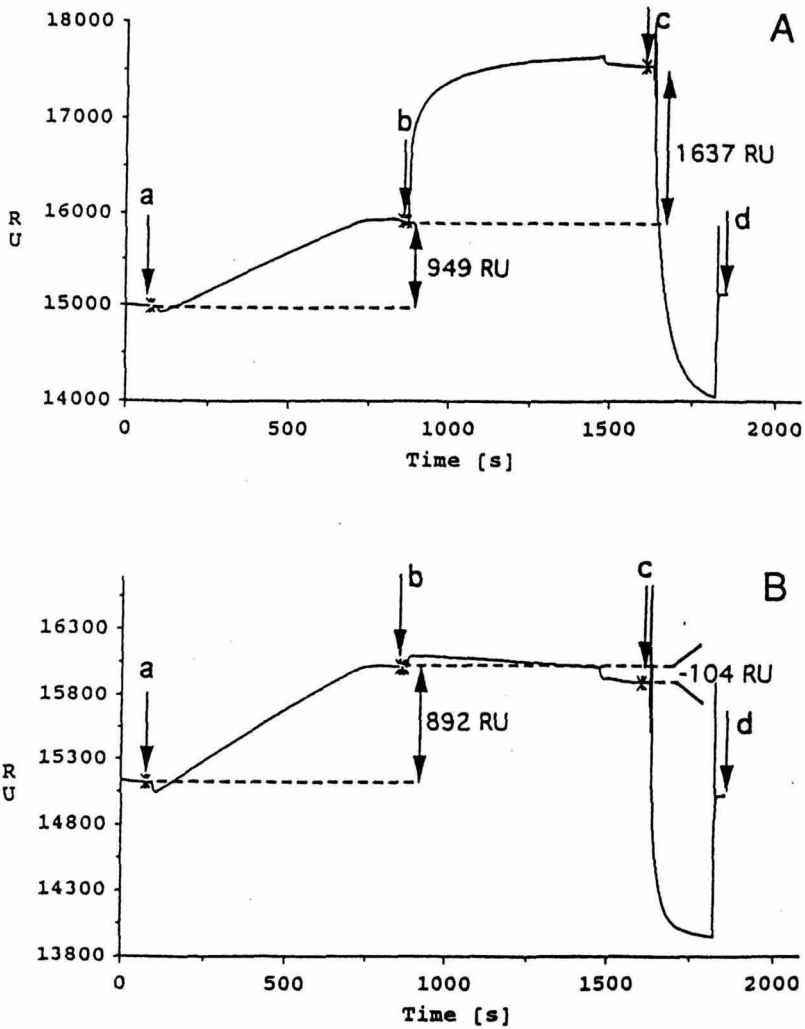 A
18000
17000
16000
15000
14000
R
U
a
b
c
d
949 RU
1637 RU
0
500
1000
1500
2000
Time [s]
B
16300
15800
15300
14800
14300
13800
R
U
a
b
c
d
892 RU
-104 RU
0
500
1000
1500
2000
Time [s]